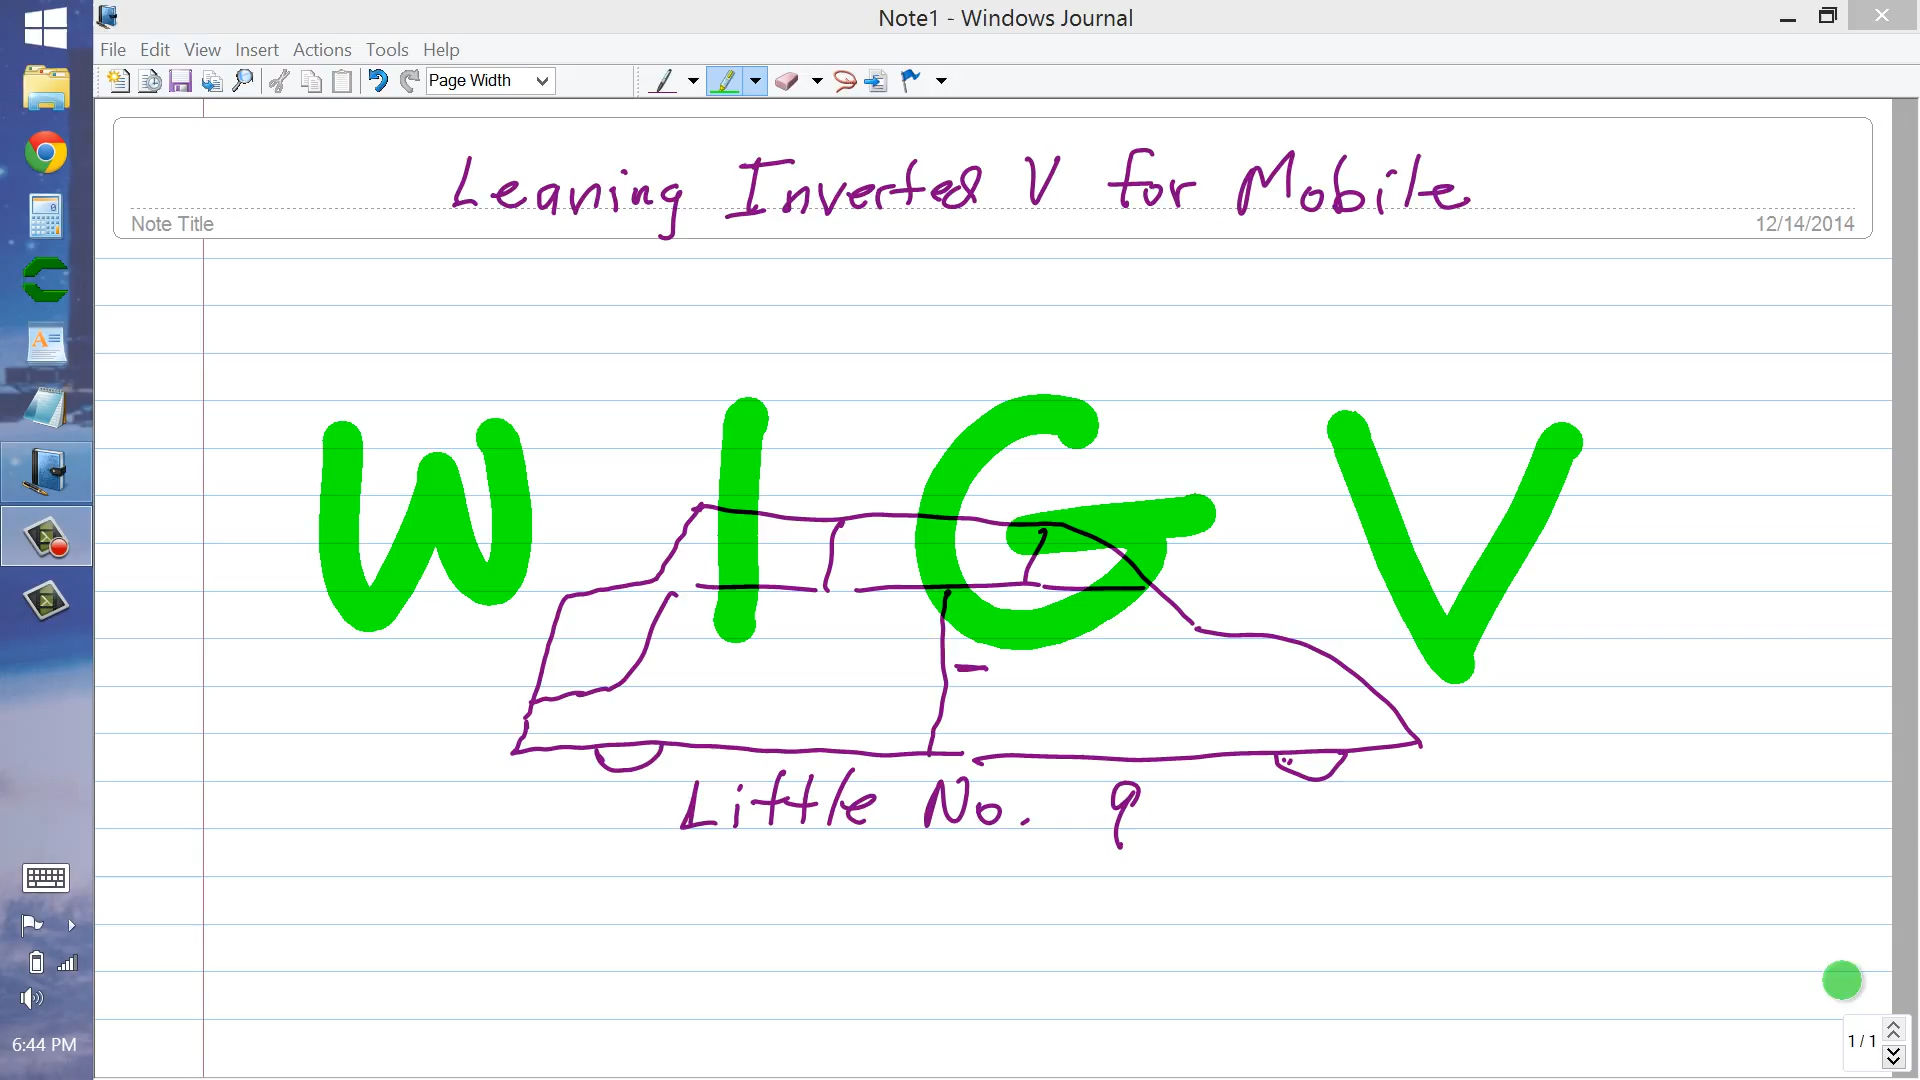 Note1 - Windows Journal
File Edit View Insert Actions Tools Help
Page Width
Leaning Inverted V for Mobile
Note Title 12/14/2014
W I G V
Little No. 9
6:44 PM
1 / 1